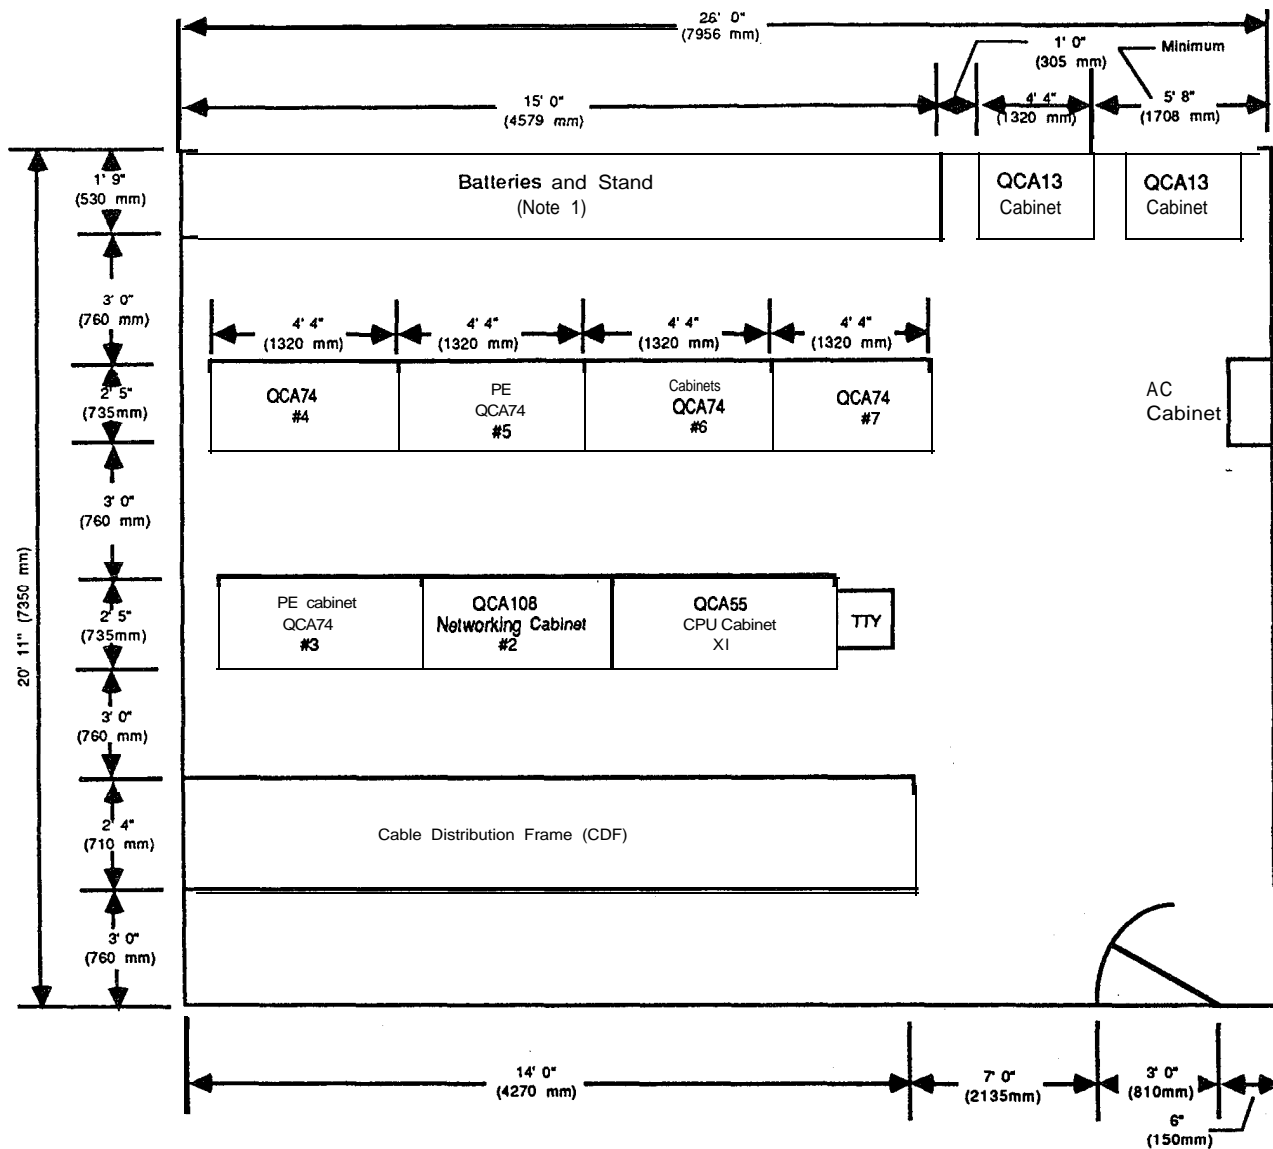 26' 0"
(7956 mm)
1' 0"
(305 mm)
Minimum
15' 0"
(4579 mm)
4' 4"
(1320 mm)
5' 8"
(1708 mm)
1' 9"
(530 mm)
Batteries and Stand
(Note 1)
QCA13
Cabinet
QCA13
Cabinet
3' 0"
(760 mm)
4' 4"
(1320 mm)
4' 4"
(1320 mm)
4' 4"
(1320 mm)
4' 4"
(1320 mm)
2' 5"
(735mm)
QCA74
#4
PE
QCA74
#5
Cabinets
QCA74
#6
QCA74
#7
AC
Cabinet
3' 0"
(760 mm)
20' 11" (7350 mm)
2' 5"
(735mm)
PE cabinet
QCA74
#3
QCA108
Networking Cabinet
#2
QCA55
CPU Cabinet
XI
TTY
3' 0"
(760 mm)
2' 4"
(710 mm)
Cable Distribution Frame (CDF)
3' 0"
(760 mm)
14' 0"
(4270 mm)
7' 0"
(2135mm)
3' 0"
(810mm)
6"
(150mm)